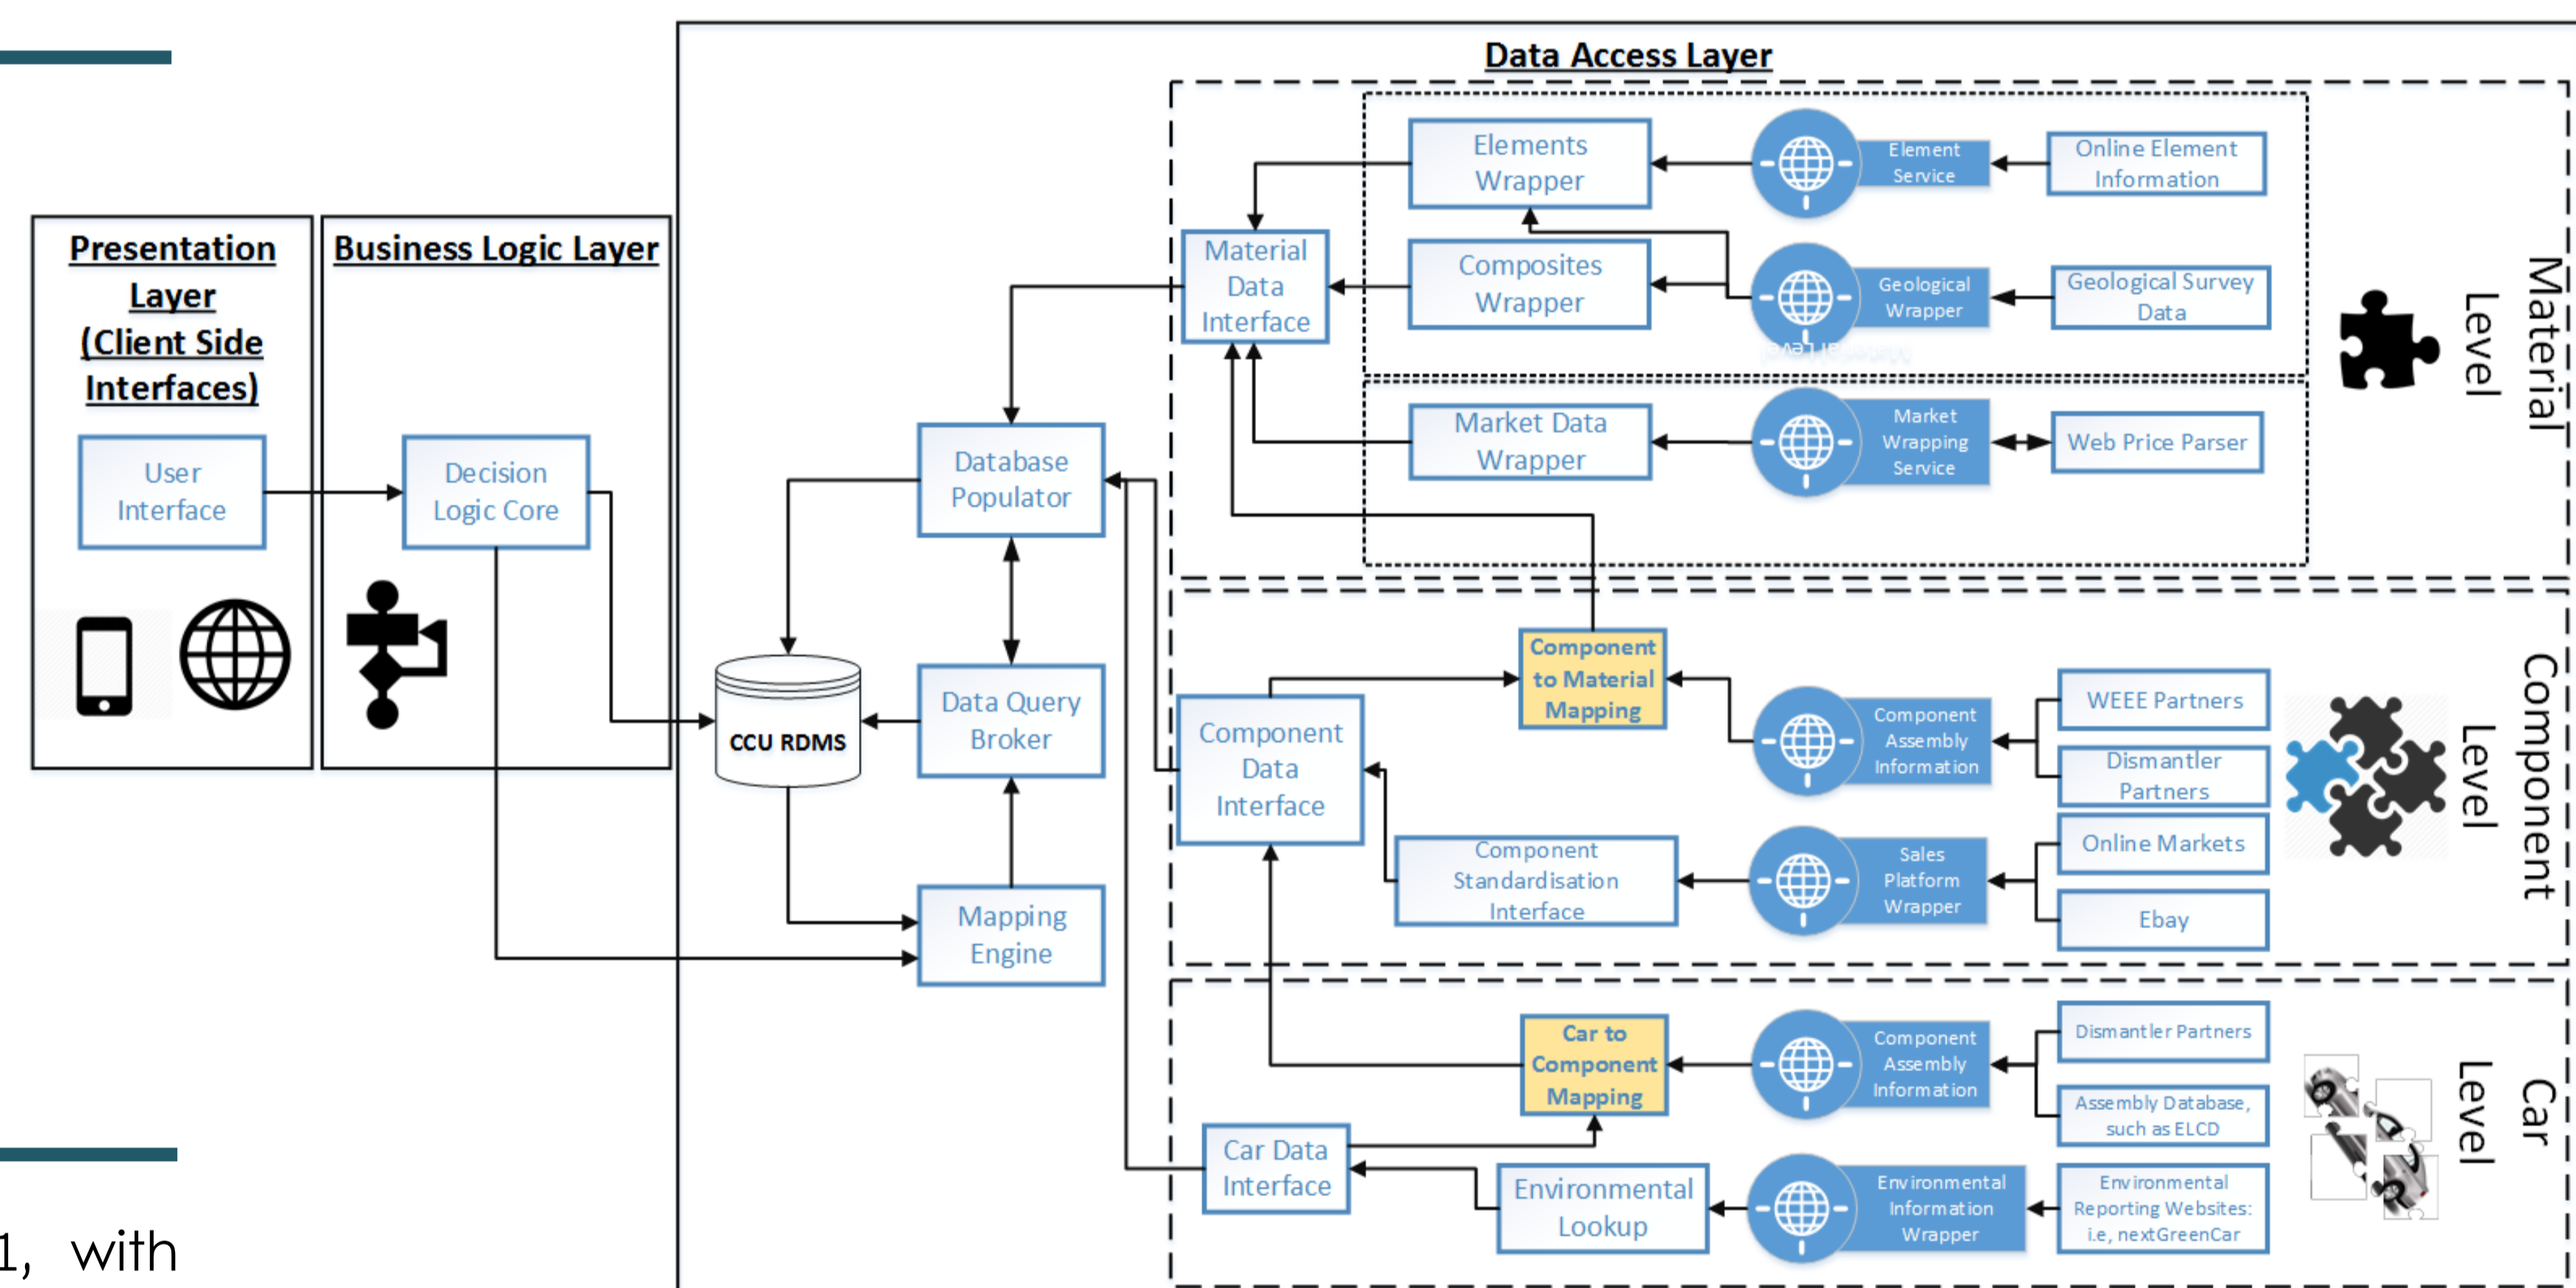 Data Access Layer
Presentation
Layer
(Client Side
Interfaces)
User
Interface
Business Logic Layer
Decision
Logic Core
Database
Populator
CCU RDMS
Data Query
Broker
Mapping
Engine
Material
Data
Interface
Elements
Wrapper
Element
Service
Online Element
Information
Composites
Wrapper
Geological
Wrapper
Geological Survey
Data
Material Level
Market Data
Wrapper
Market
Wrapping
Service
Web Price Parser
Material
Level
Component
Data
Interface
Component
to Material
Mapping
Component
Assembly
Information
WEEE Partners
Dismantler
Partners
Component
Standardisation
Interface
Sales
Platform
Wrapper
Online Markets
Ebay
Component
Level
Car to
Component
Mapping
Component
Assembly
Information
Dismantler Partners
Assembly Database,
such as ELCD
Car Data
Interface
Environmental
Lookup
Environmental
Information
Wrapper
Environmental
Reporting Websites:
i.e, nextGreenCar
Car
Level
1, with